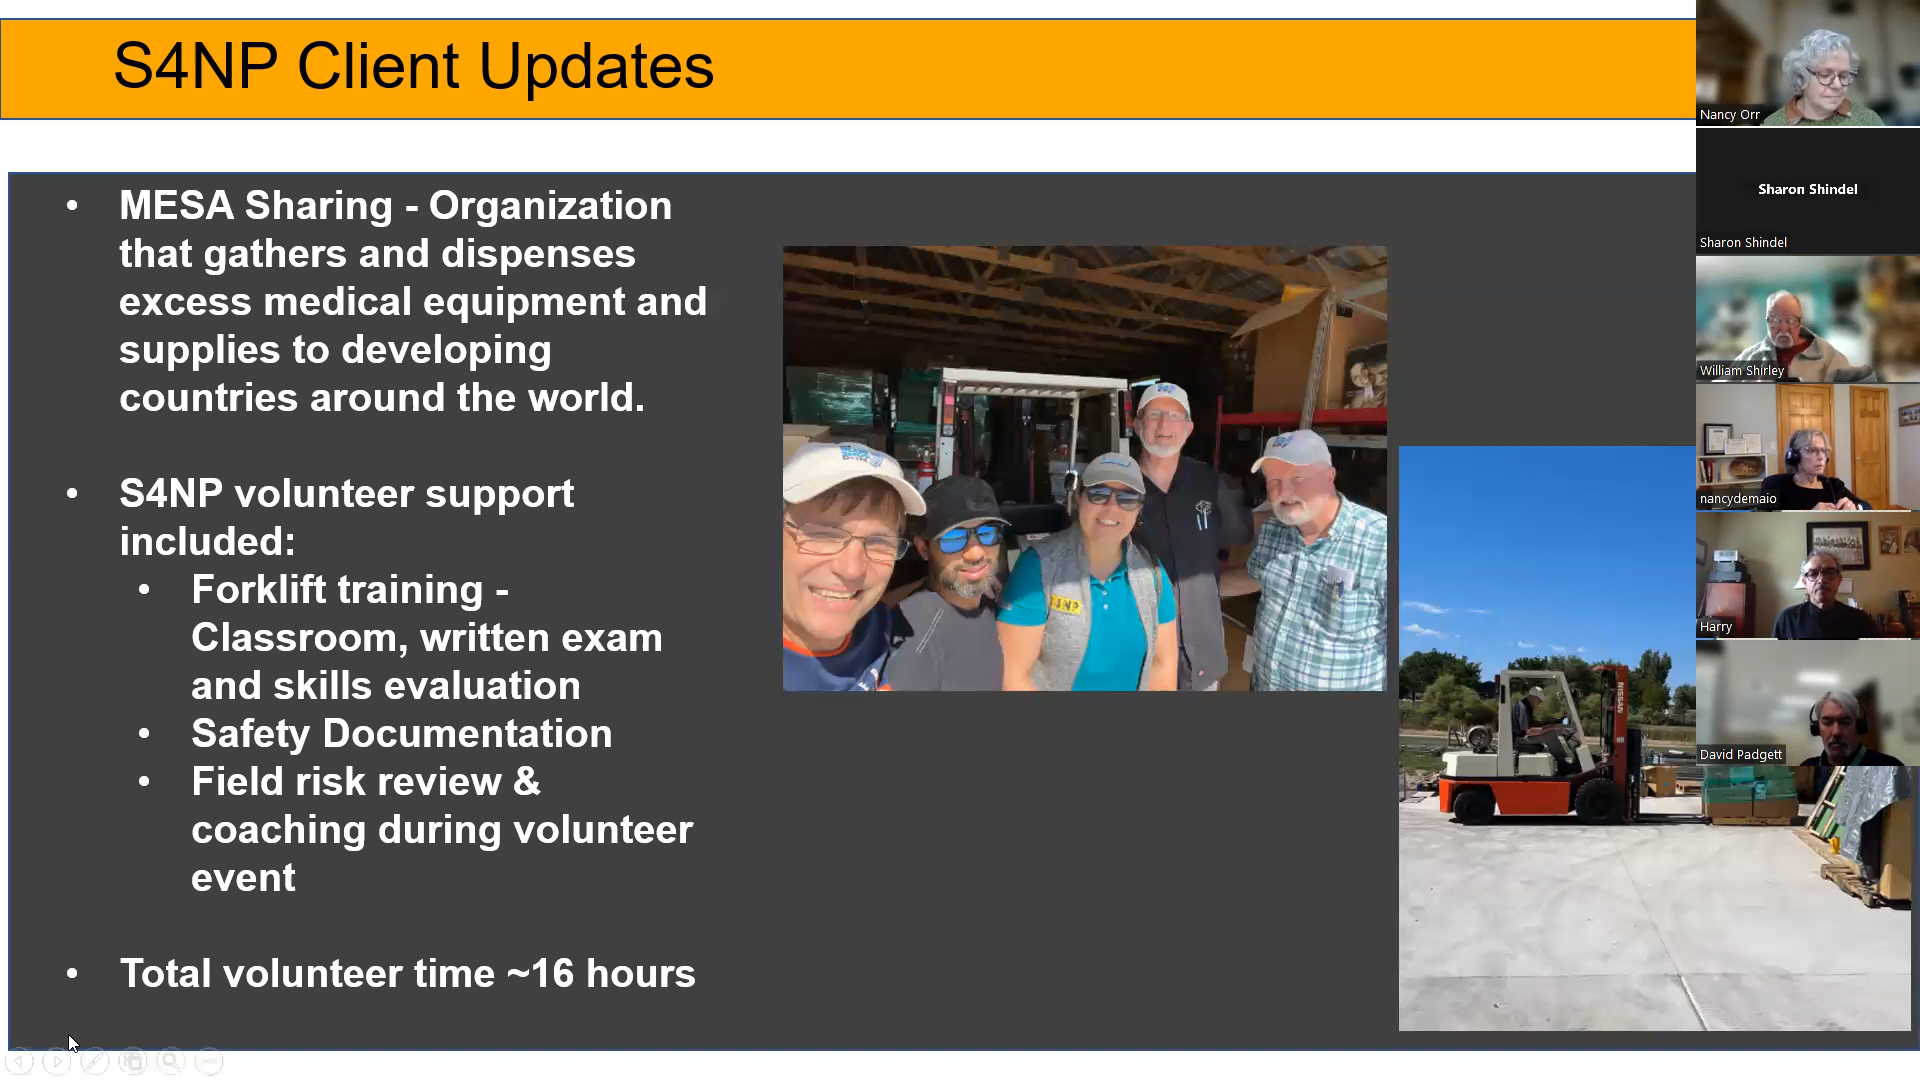 S4NP Client Updates
• MESA Sharing - Organization
that gathers and dispenses
excess medical equipment and
supplies to developing
countries around the world.
• S4NP volunteer support
included:
• Forklift training -
Classroom, written exam
and skills evaluation
• Safety Documentation
• Field risk review &
coaching during volunteer
event
• Total volunteer time ~16 hours
NISSAN
Nancy Orr
Sharon Shindel
Sharon Shindel
William Shirley
nancydemaio
Harry
David Padgett